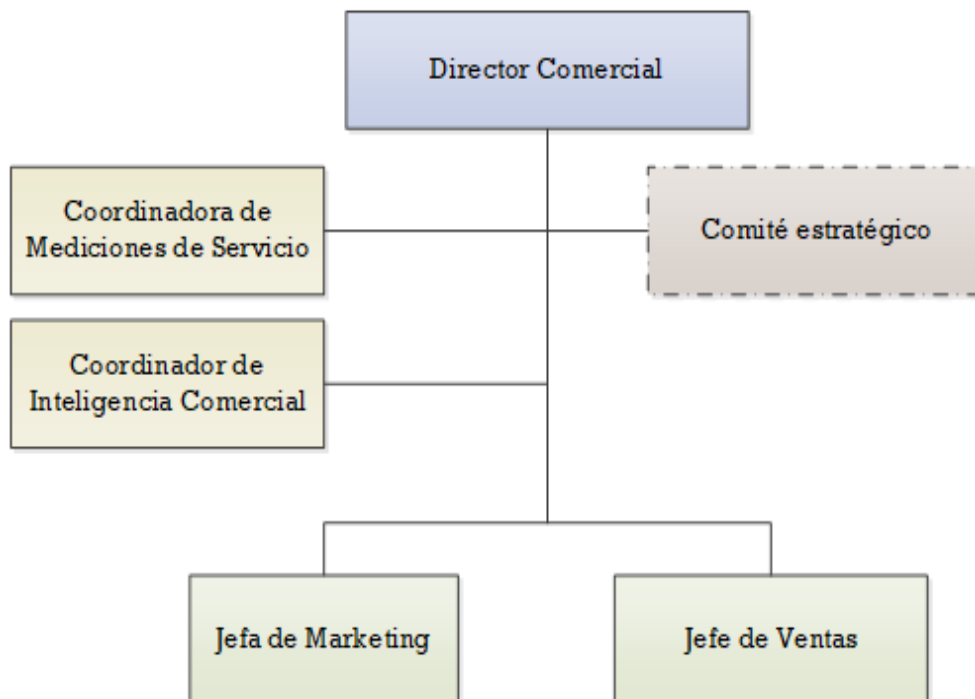 Director Comercial
Coordinadora de
Mediciones de Servicio
Comité estratégico
Coordinador de
Inteligencia Comercial
Jefa de Marketing
Jefe de Ventas